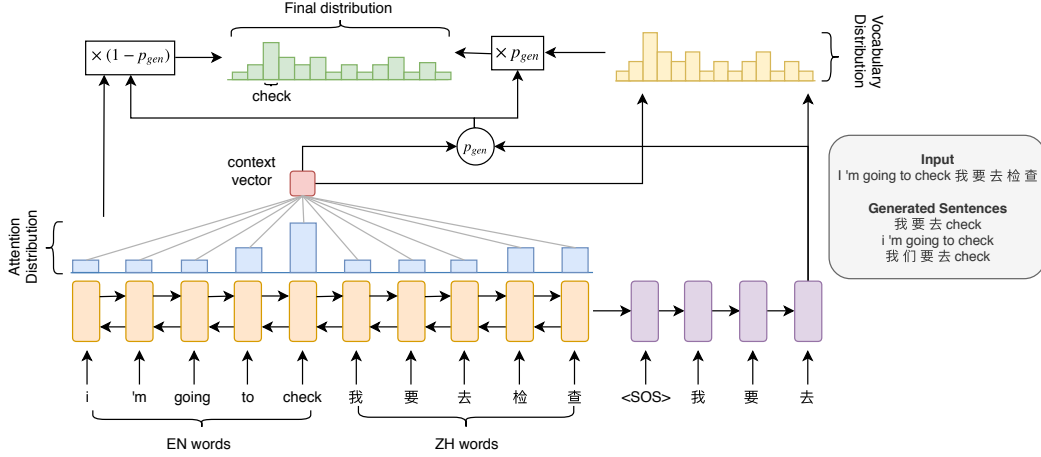 Final distribution
× (1 − p_gen)
× p_gen
Vocabulary
Distribution
check
p_gen
context
vector
Attention
Distribution
Input
I 'm going to check 我 要 去 检 查
Generated Sentences
我 要 去 check
i 'm going to check
我 们 要 去 check
i 'm going to check 我 要 去 检 查 <SOS> 我 要 去
EN words ZH words